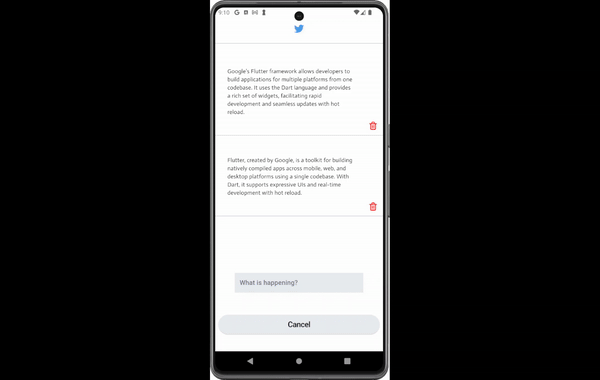 9:10
Google's Flutter framework allows developers to
build applications for multiple platforms from one
codebase. It uses the Dart language and provides
a rich set of widgets, facilitating rapid
development and seamless updates with hot
reload.
Flutter, created by Google, is a toolkit for building
natively compiled apps across mobile, web, and
desktop platforms using a single codebase. With
Dart, it supports expressive UIs and real-time
development with hot reload.
What is happening?
Cancel